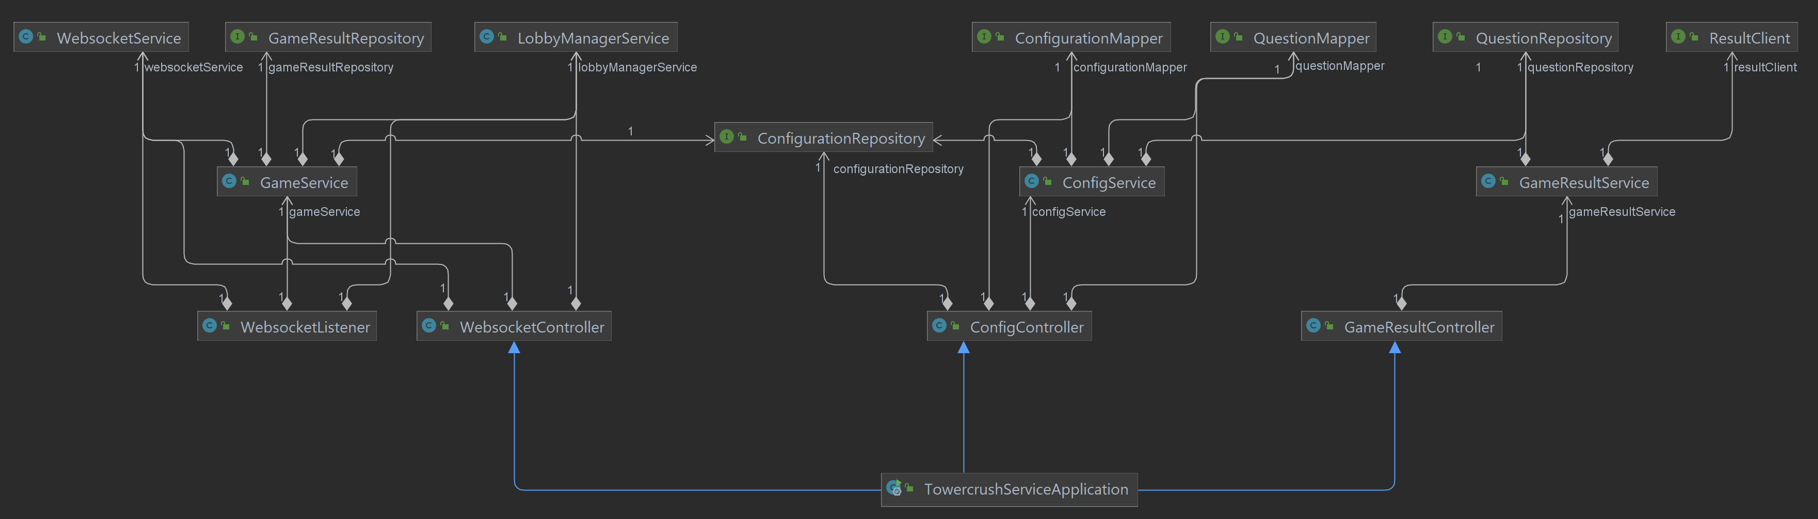 WebsocketService
GameResultRepository
LobbyManagerService
ConfigurationMapper
QuestionMapper
QuestionRepository
ResultClient
1 websocketService
1 gameResultRepository
1 lobbyManagerService
1 configurationMapper
1 questionMapper
1
1 questionRepository
1 resultClient
1
ConfigurationRepository
1 1 1 1
1 1 1 1
1 1
1 configurationRepository
GameService
ConfigService
GameResultService
1 gameService
1 configService
1 gameResultService
1 1 1
1 1 1
1 1 1 1
1
WebsocketListener
WebsocketController
ConfigController
GameResultController
TowercrushServiceApplication